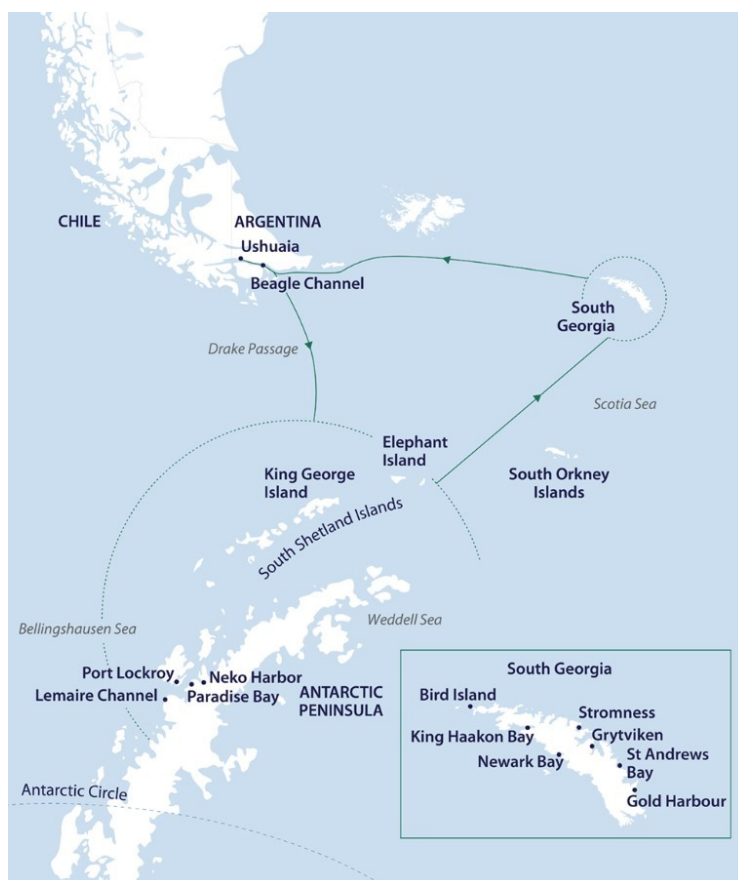 CHILE
ARGENTINA
Ushuaia
Beagle Channel
South
Georgia
Drake Passage
Scotia Sea
Elephant
Island
King George
Island
South Orkney
Islands
South Shetland Islands
Bellingshausen Sea
Weddell Sea
Port Lockroy
Neko Harbor
Lemaire Channel
Paradise Bay
ANTARCTIC
PENINSULA
Antarctic Circle
South Georgia
Bird Island
Stromness
King Haakon Bay
Grytviken
Newark Bay
St Andrews
Bay
Gold Harbour